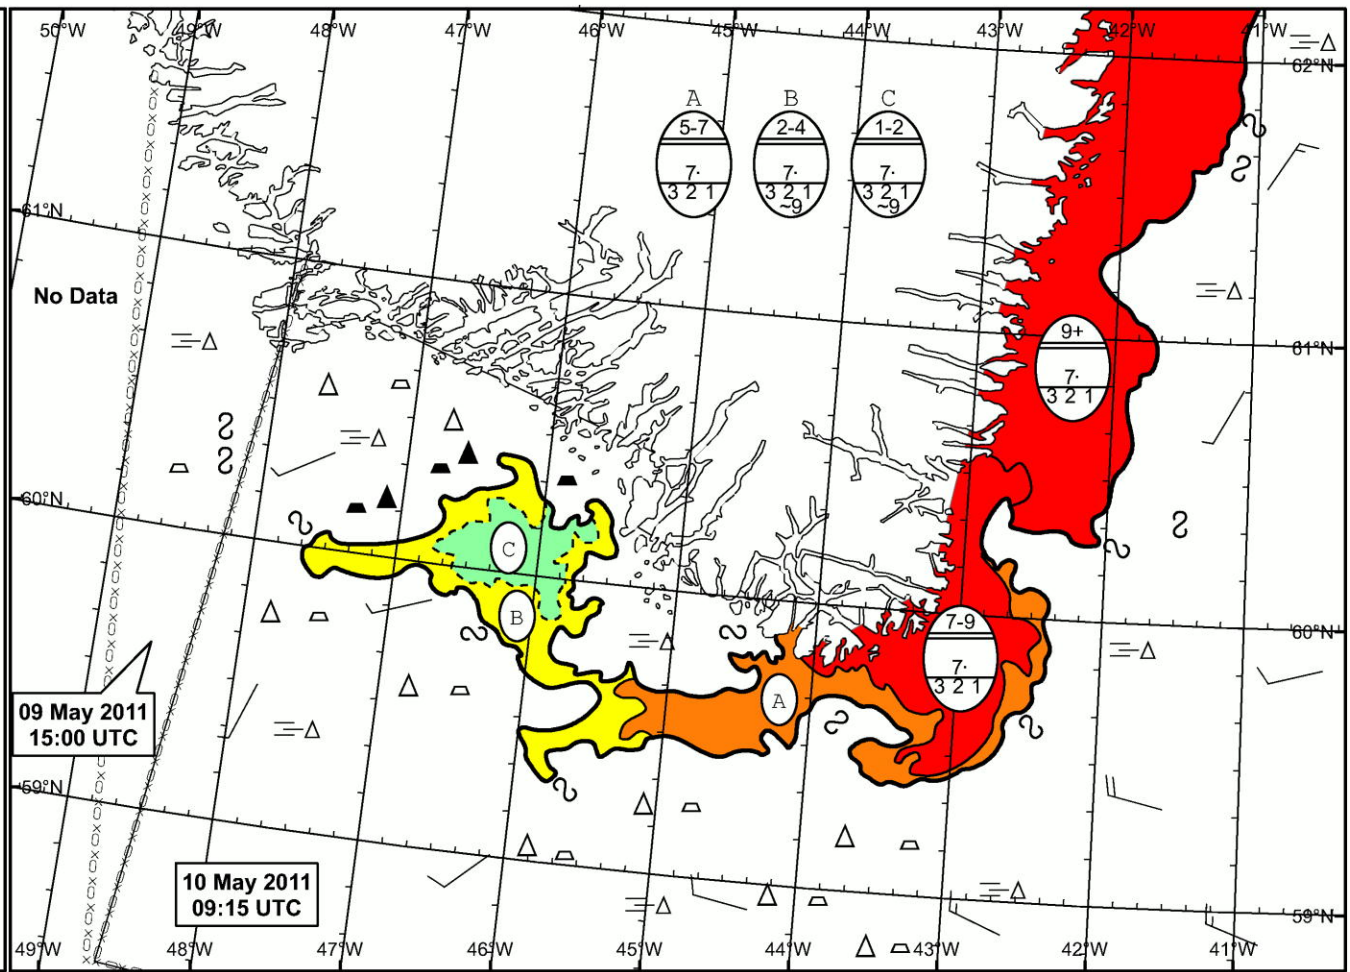 50°W 49°W 48°W 47°W 46°W 45°W 44°W 43°W 42°W 41°W
62°N
A B C
5-7 2-4 1-2
7· 7· 7·
3 2 1 3 2 1 3 2 1
~9 ~9
61°N
No Data
9+
7·
3 2 1
61°N
60°N
C
B
7-9
7·
3 2 1
60°N
A
09 May 2011
15:00 UTC
59°N
10 May 2011
09:15 UTC
59°N
49°W 48°W 47°W 46°W 45°W 44°W 43°W 42°W 41°W